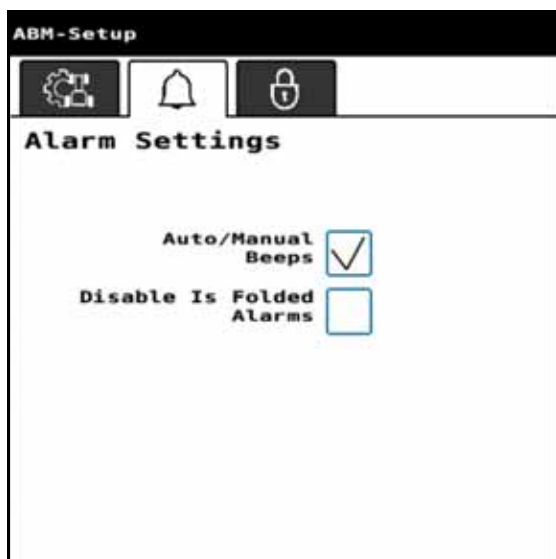 ABM-Setup
Alarm Settings
Auto/Manual
Beeps
Disable Is Folded
Alarms